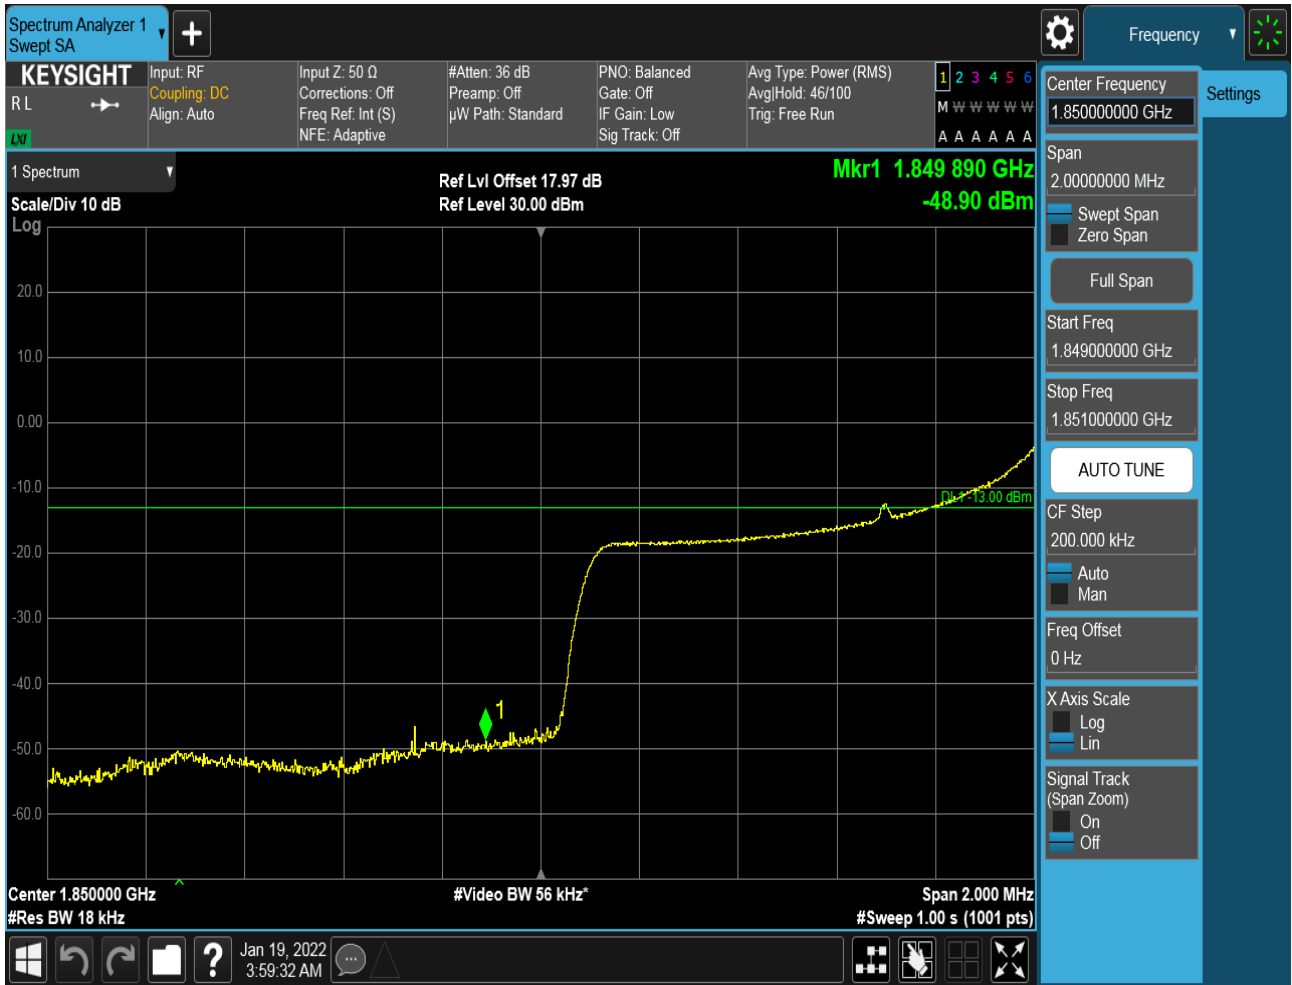 Spectrum Analyzer 1
Swept SA
Frequency
KEYSIGHT
R L
LXI
Input: RF
Coupling: DC
Align: Auto
Input Z: 50 Ω
Corrections: Off
Freq Ref: Int (S)
NFE: Adaptive
#Atten: 36 dB
Preamp: Off
µW Path: Standard
PNO: Balanced
Gate: Off
IF Gain: Low
Sig Track: Off
Avg Type: Power (RMS)
Avg|Hold: 46/100
Trig: Free Run
1 2 3 4 5 6
M W W W W W
A A A A A A
1 Spectrum
Scale/Div 10 dB
Log
Ref Lvl Offset 17.97 dB
Ref Level 30.00 dBm
Mkr1 1.849 890 GHz
-48.90 dBm
20.0
10.0
0.00
-10.0
-20.0
-30.0
-40.0
-50.0
-60.0
DL1 -13.00 dBm
1
Center 1.850000 GHz
#Res BW 18 kHz
#Video BW 56 kHz*
Span 2.000 MHz
#Sweep 1.00 s (1001 pts)
Center Frequency
1.850000000 GHz
Settings
Span
2.00000000 MHz
Swept Span
Zero Span
Full Span
Start Freq
1.849000000 GHz
Stop Freq
1.851000000 GHz
AUTO TUNE
CF Step
200.000 kHz
Auto
Man
Freq Offset
0 Hz
X Axis Scale
Log
Lin
Signal Track
(Span Zoom)
On
Off
?
Jan 19, 2022
3:59:32 AM